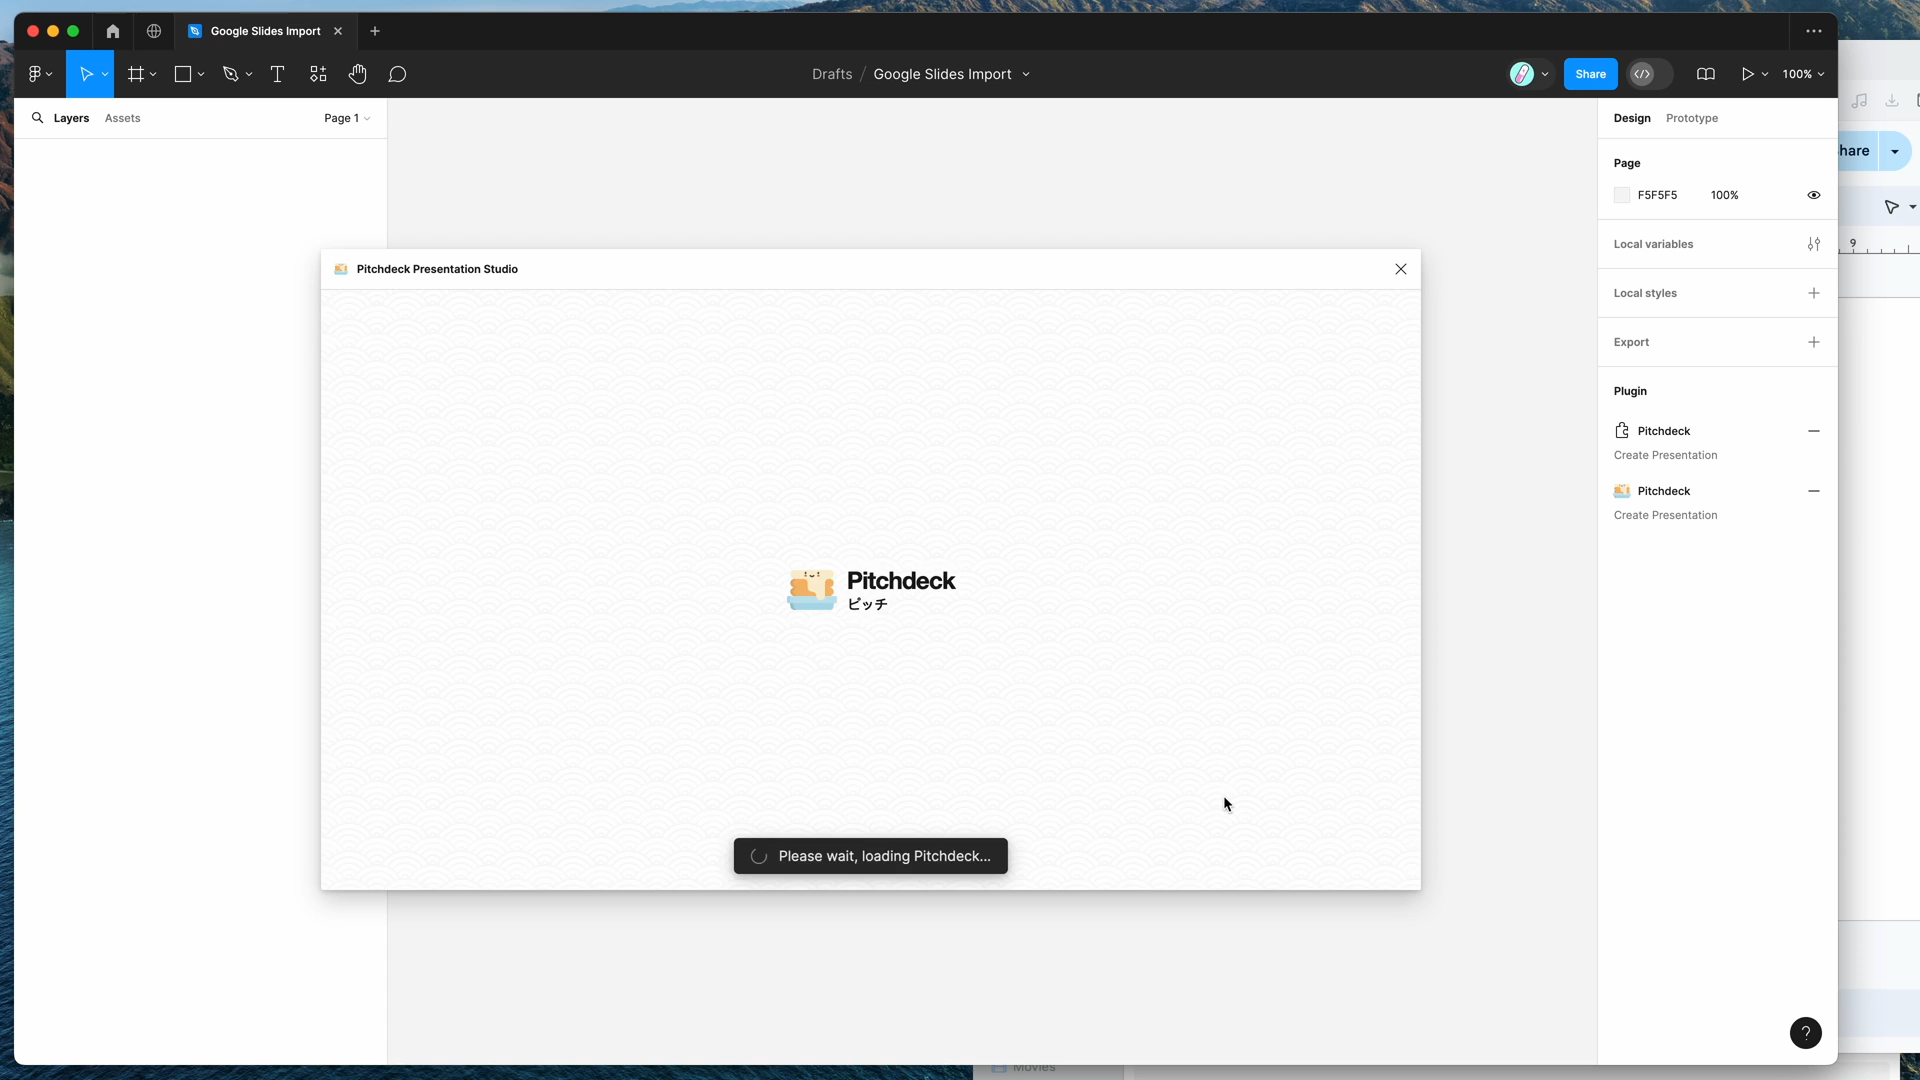 Google Slides Import
Drafts / Google Slides Import
Share
100%
Layers Assets Page 1
Design Prototype
hare
Page
F5F5F5 100%
9
Local variables
Local styles
Export
Plugin
Pitchdeck
Create Presentation
Pitchdeck
Create Presentation
Pitchdeck Presentation Studio
Pitchdeck
ピッチ
Please wait, loading Pitchdeck...
?
Movies